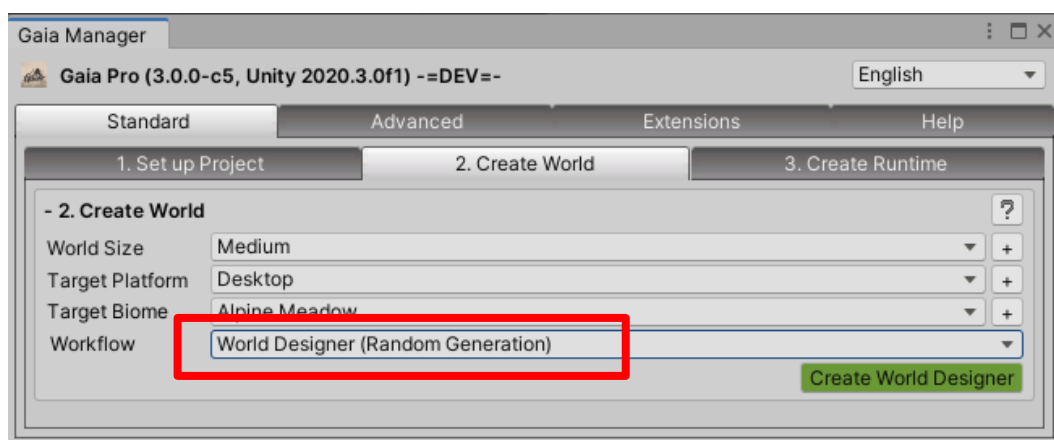 Gaia Manager
Gaia Pro (3.0.0-c5, Unity 2020.3.0f1) -=DEV=- English
Standard Advanced Extensions Help
1. Set up Project 2. Create World 3. Create Runtime
- 2. Create World ?
World Size Medium +
Target Platform Desktop +
Target Biome Alpine Meadow +
Workflow World Designer (Random Generation)
Create World Designer